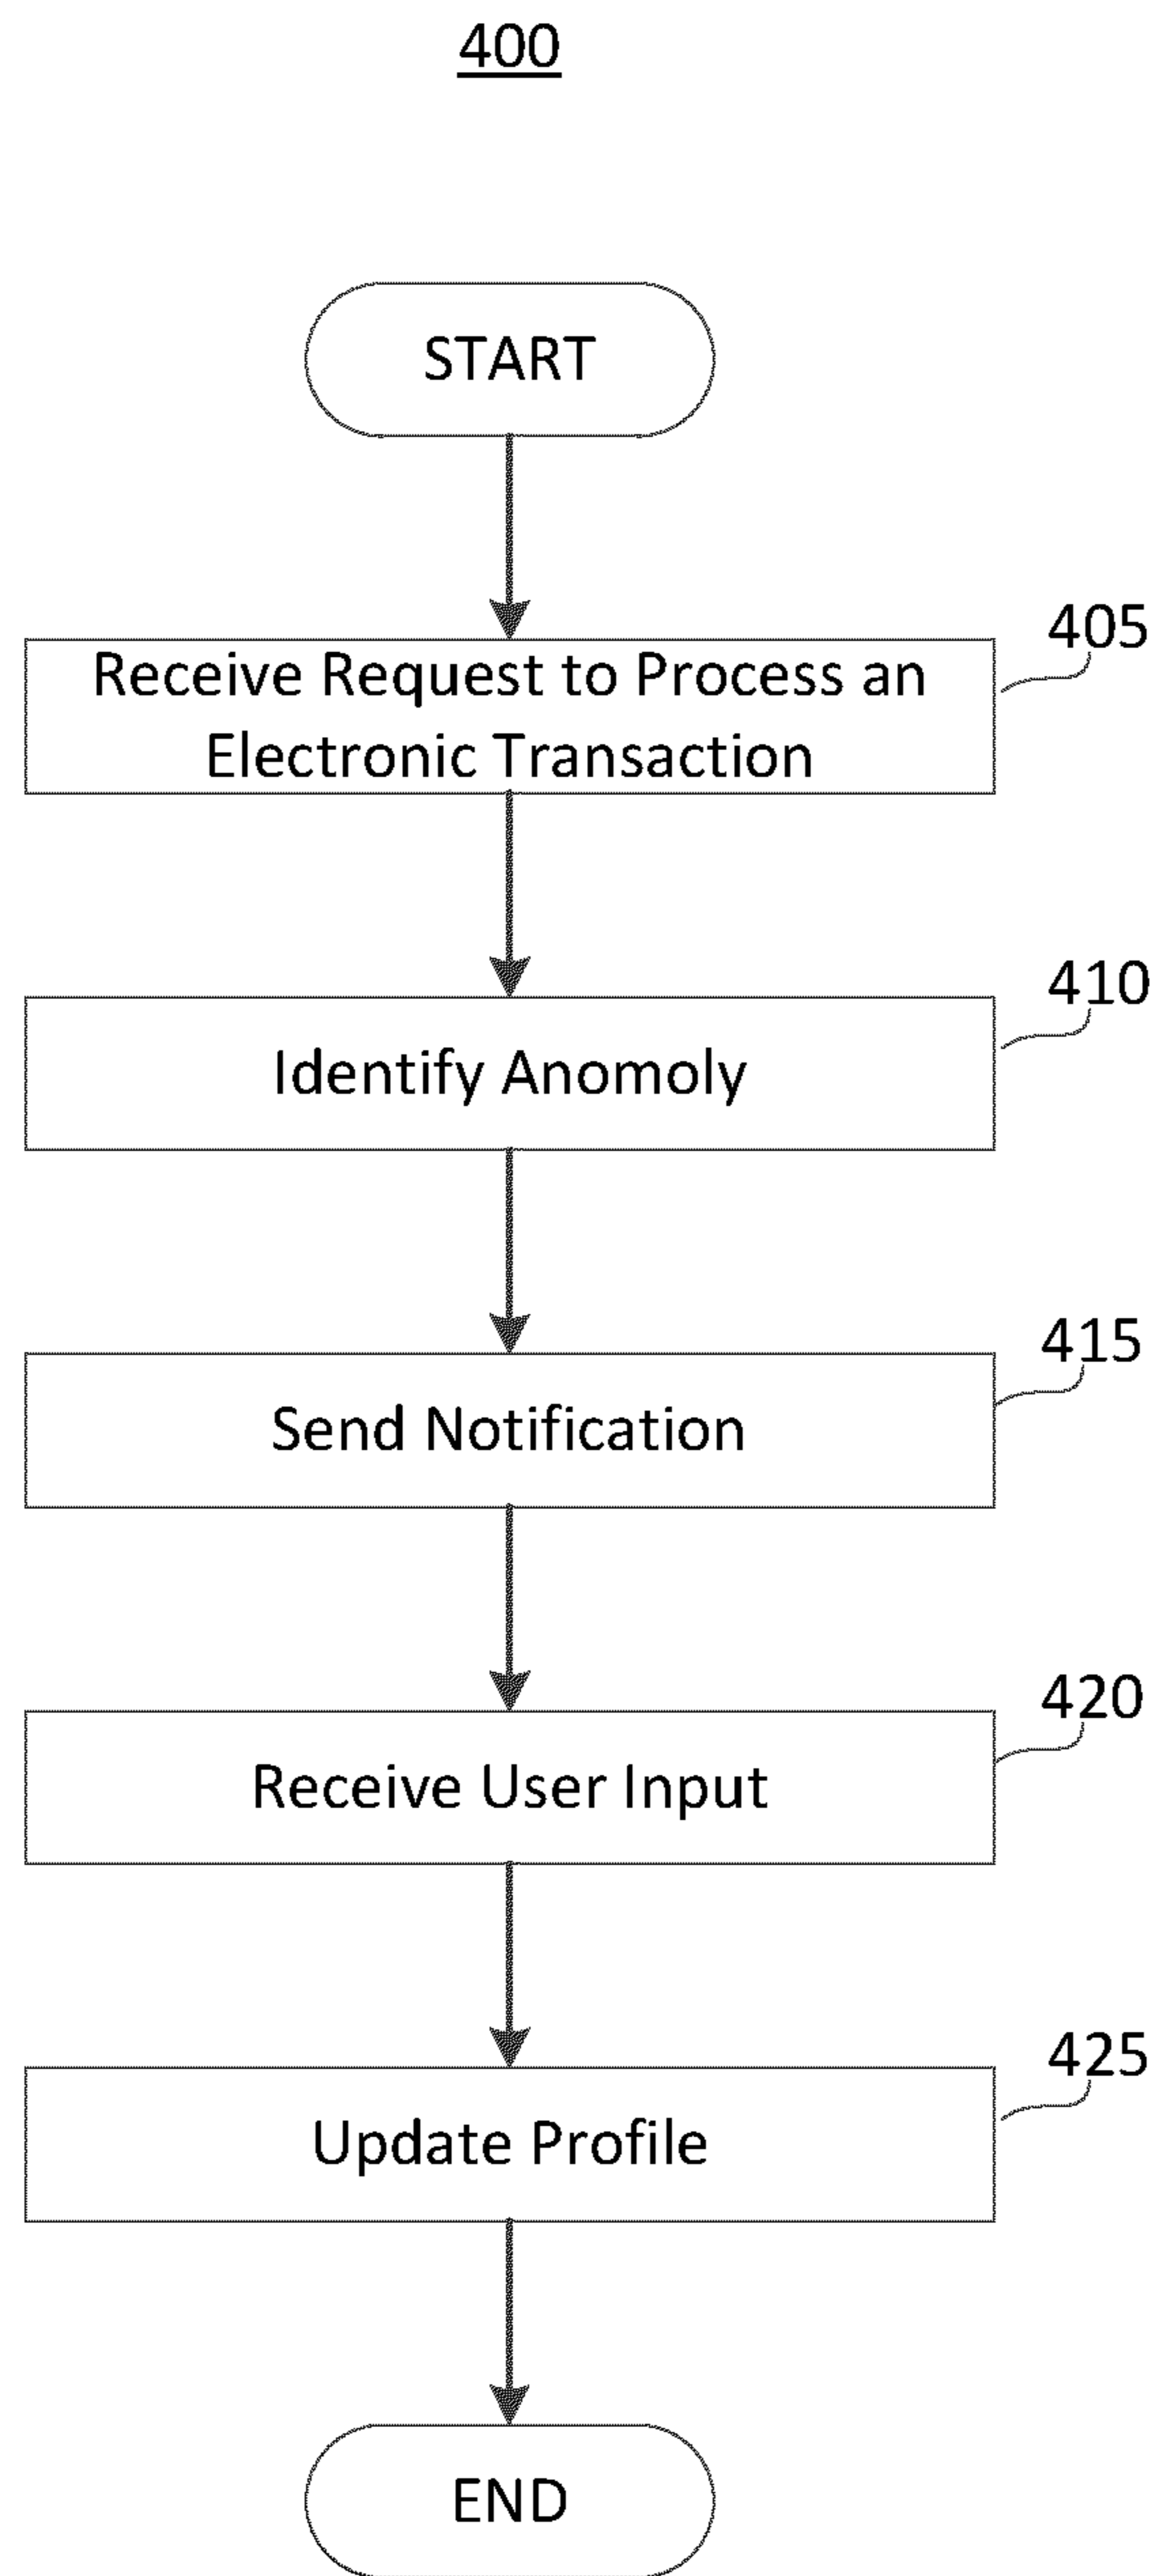 400
START
405
Receive Request to Process an
Electronic Transaction
410
Identify Anomoly
415
Send Notification
420
Receive User Input
425
Update Profile
END